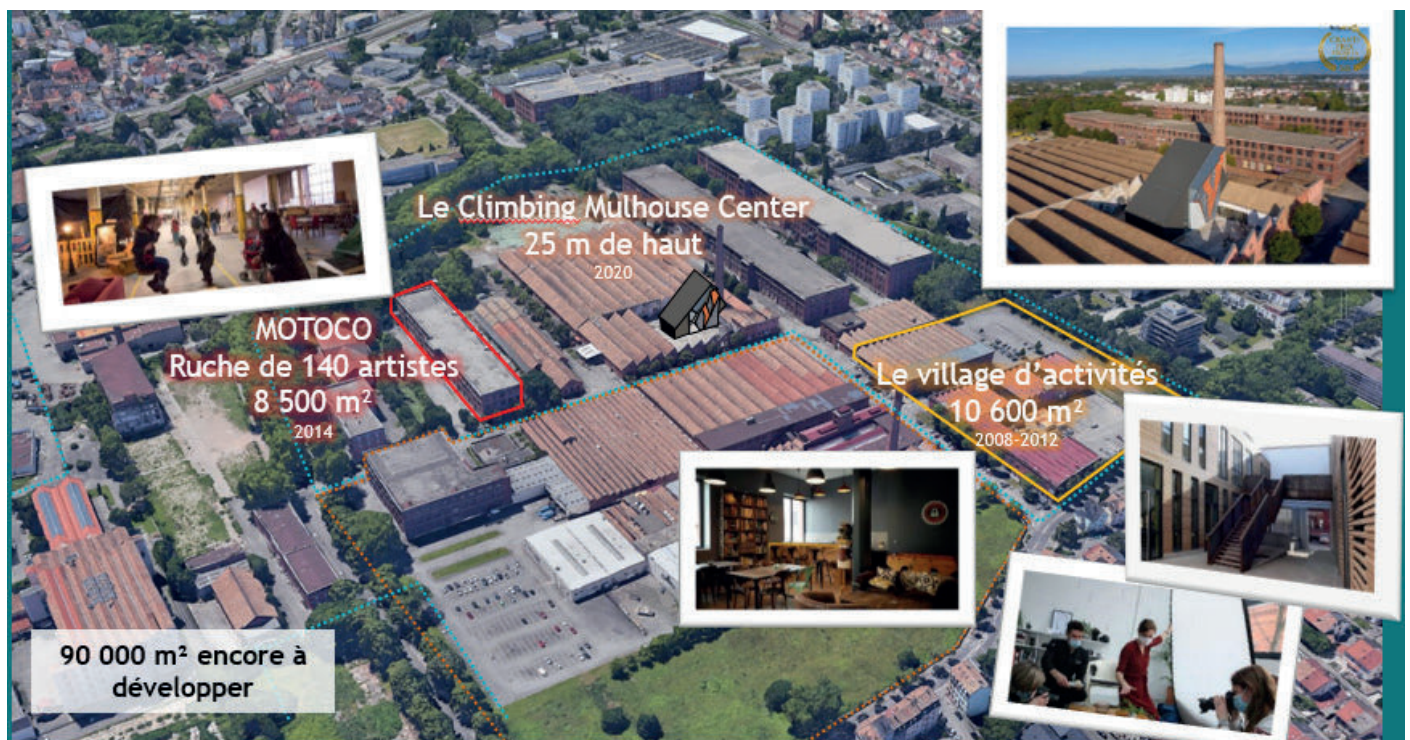 Le Climbing Mulhouse Center
25 m de haut
2020
MOTOCO
Ruche de 140 artistes
8 500 m²
2014
Le village d’activités
10 600 m²
2008-2012
90 000 m² encore à
développer